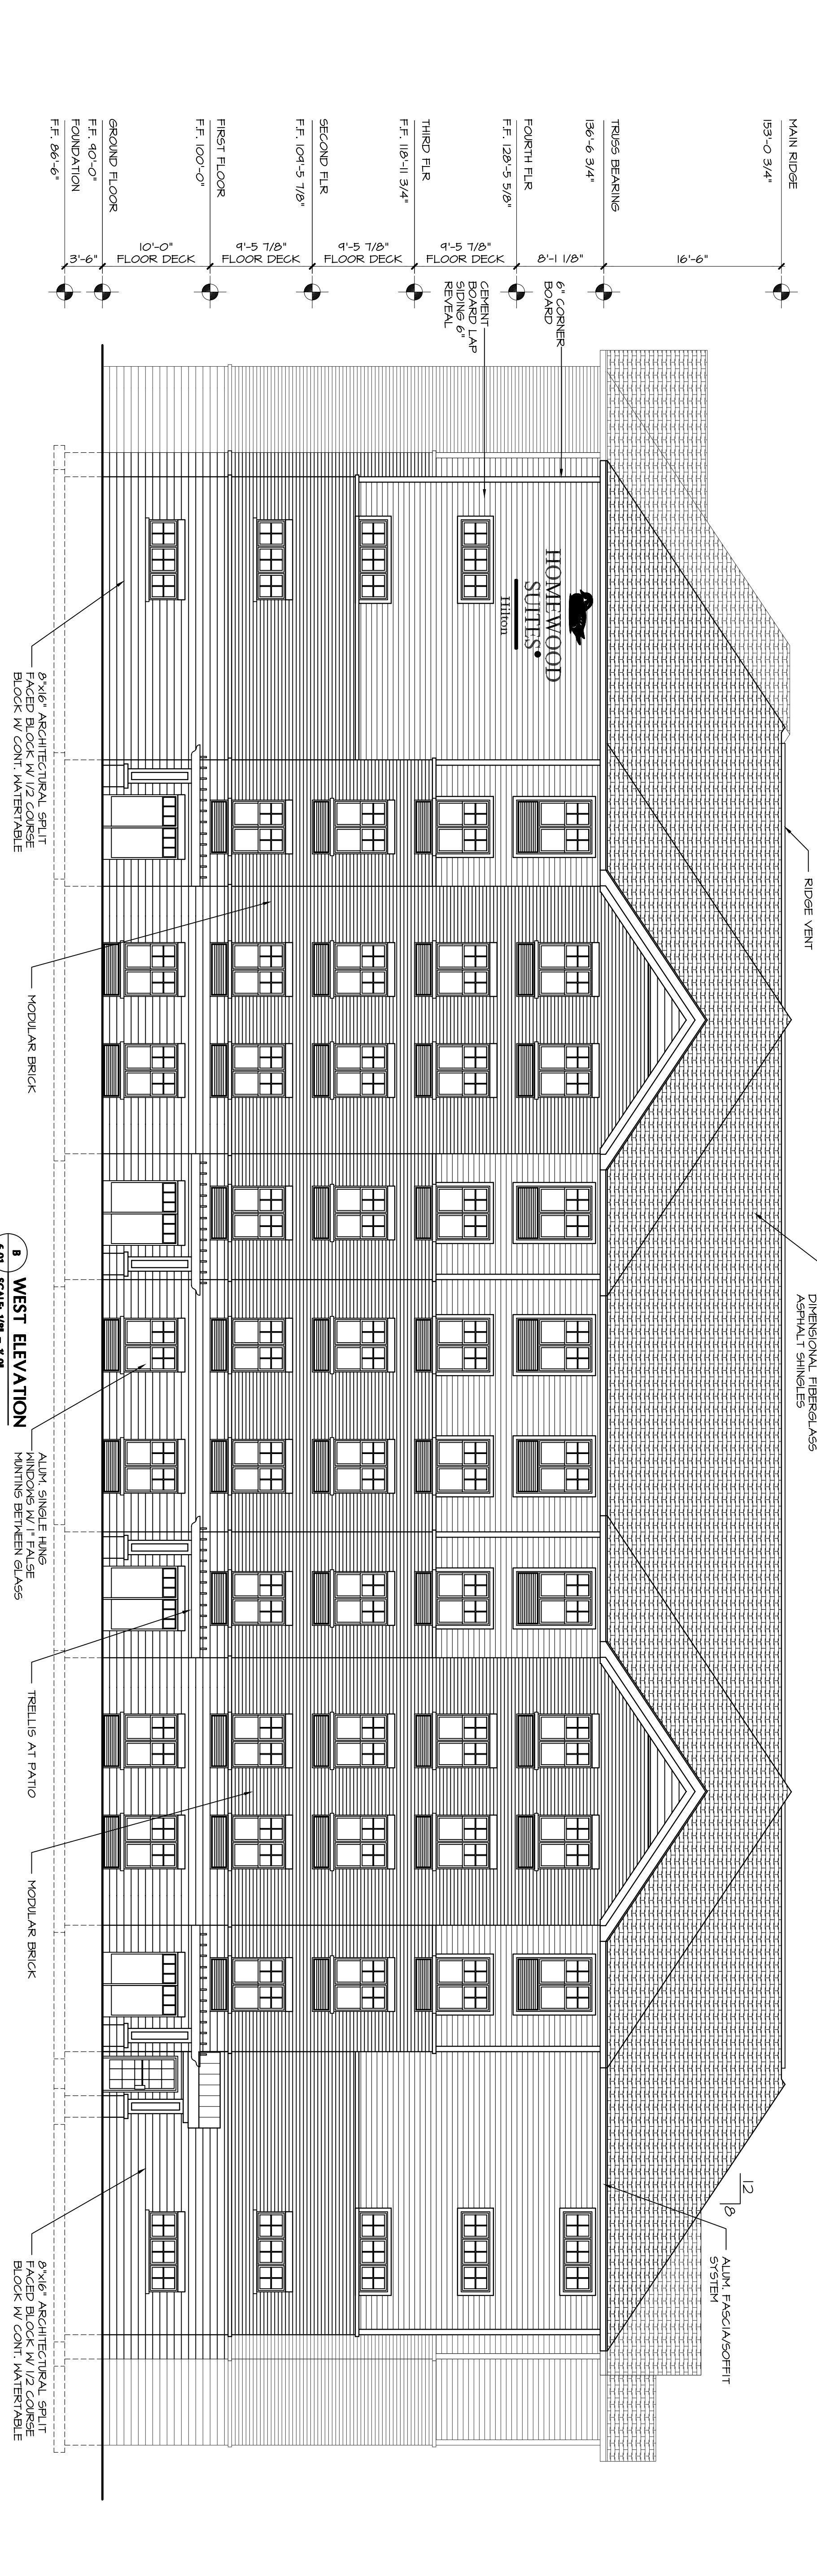 MAIN RIDGE
153'-0 3/4"
TRUSS BEARING
136'-6 3/4"
FOURTH FLR
F.F. 128'-5 5/8"
THIRD FLR
F.F. 118'-11 3/4"
SECOND FLR
F.F. 109'-5 7/8"
FIRST FLOOR
F.F. 100'-0"
GROUND FLOOR
F.F. 90'-0"
FOUNDATION
F.F. 86'-6"
16'-6"
8'-1 1/8"
9'-5 7/8"
FLOOR DECK
9'-5 7/8"
FLOOR DECK
9'-5 7/8"
FLOOR DECK
10'-0"
FLOOR DECK
3'-6"
6" CORNER
BOARD
CEMENT
BOARD LAP
SIDING 6"
REVEAL
HOMEWOOD
SUITES
Hilton
RIDGE VENT
DIMENSIONAL FIBERGLASS
ASPHALT SHINGLES
12
8
ALUM. FASCIA/SOFFIT
SYSTEM
8"x16" ARCHITECTURAL SPLIT
FACED BLOCK W/ 1/2 COURSE
BLOCK W/ CONT. WATERTABLE
MODULAR BRICK
ALUM. SINGLE HUNG
WINDOWS W/ 1" FALSE
MUNTINS BETWEEN GLASS
TRELLIS AT PATIO
MODULAR BRICK
8"x16" ARCHITECTURAL SPLIT
FACED BLOCK W/ 1/2 COURSE
BLOCK W/ CONT. WATERTABLE
B WEST ELEVATION